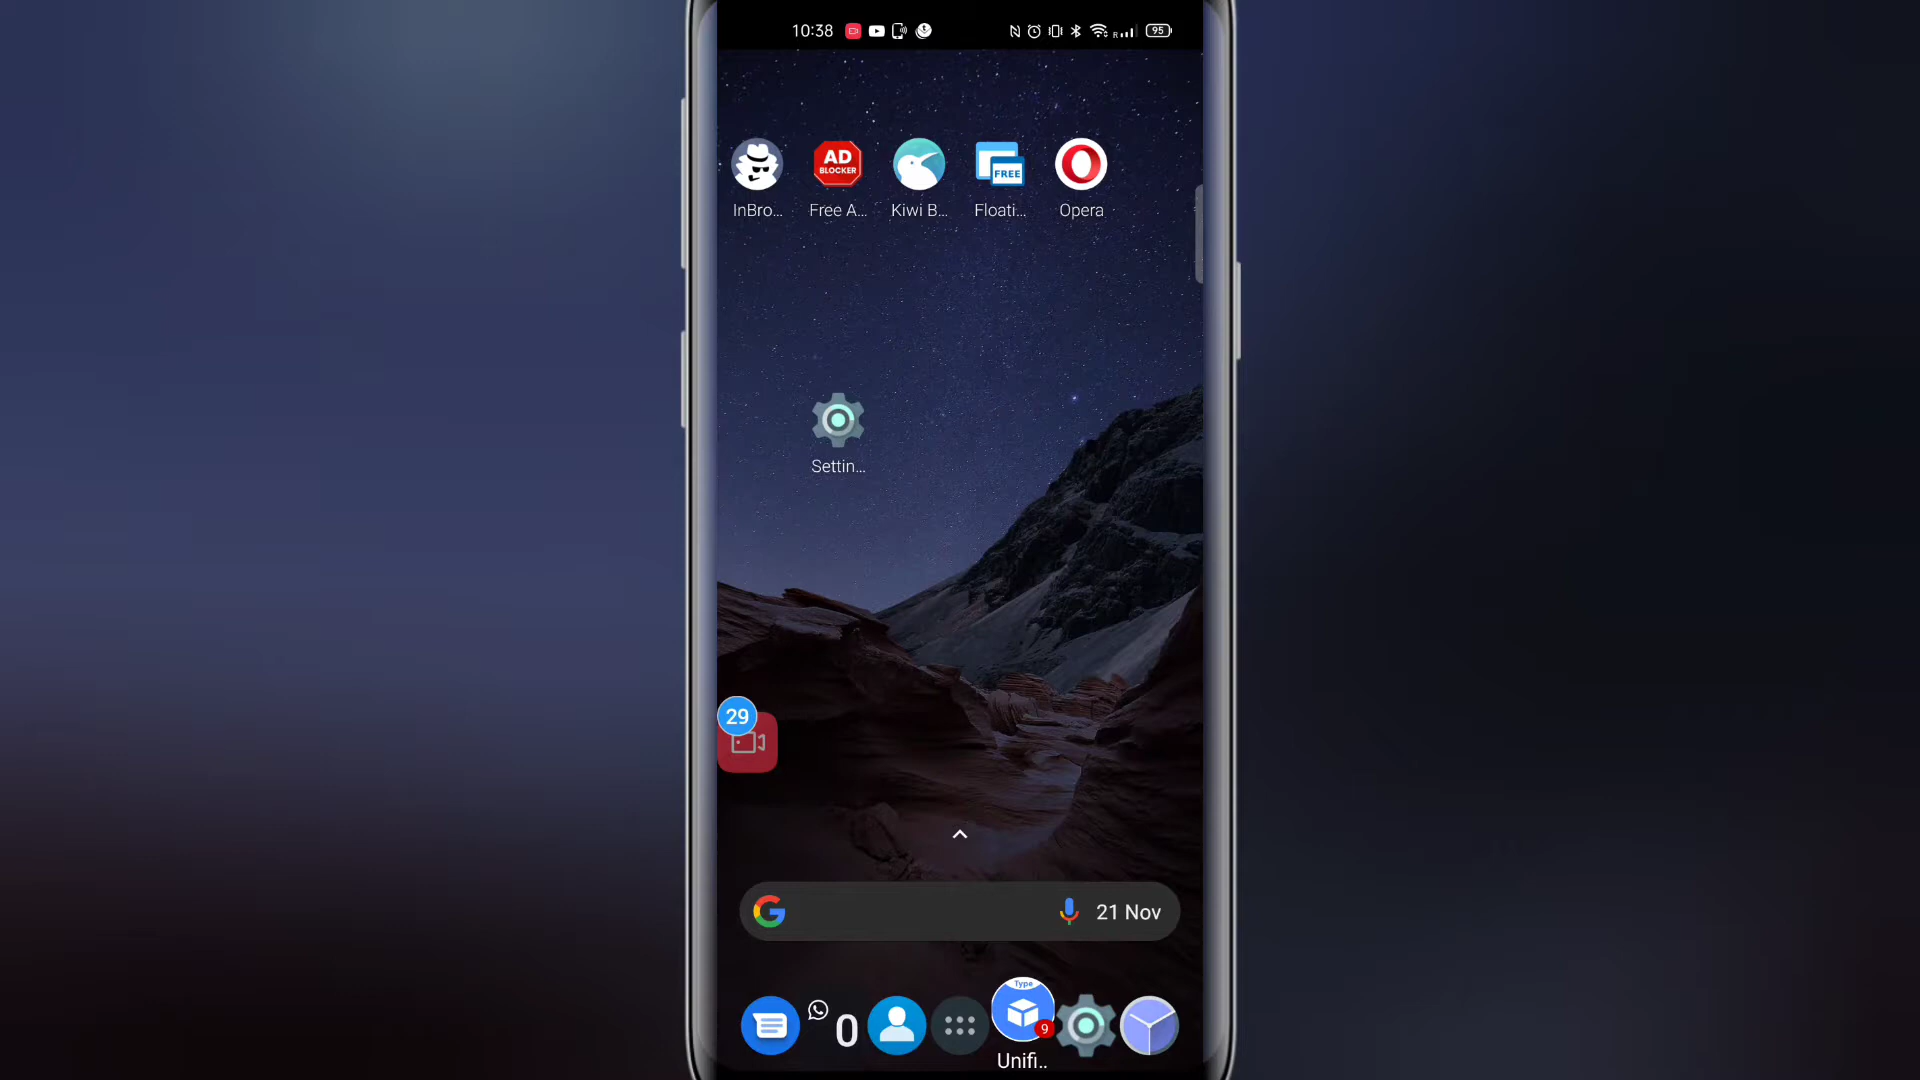 10:38
R
95
AD
BLOCKER
FREE
InBro...
Free A...
Kiwi B...
Floati...
Opera
Settin...
29
21 Nov
Type
0
9
Unifi..